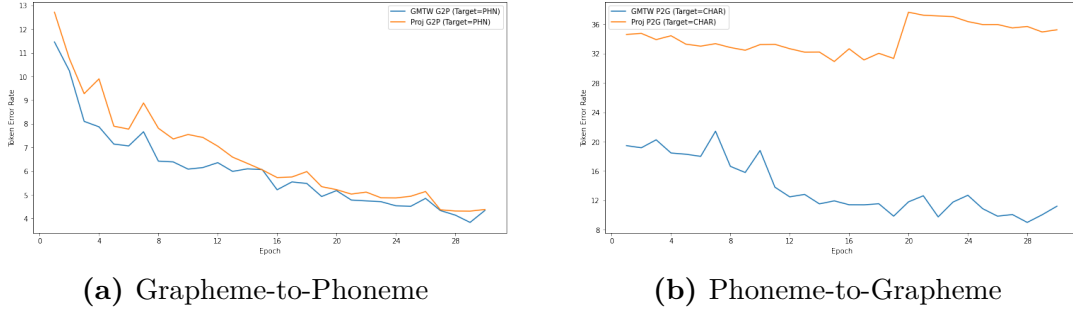 13
12
11
10
9
8
7
6
5
4
Token Error Rate
0 4 8 12 16 20 24 28
Epoch
GMTW G2P (Target=PHN)
Proj G2P (Target=PHN)
(a) Grapheme-to-Phoneme
36
32
28
24
20
16
12
8
Token Error Rate
0 4 8 12 16 20 24 28
Epoch
GMTW P2G (Target=CHAR)
Proj P2G (Target=CHAR)
(b) Phoneme-to-Grapheme